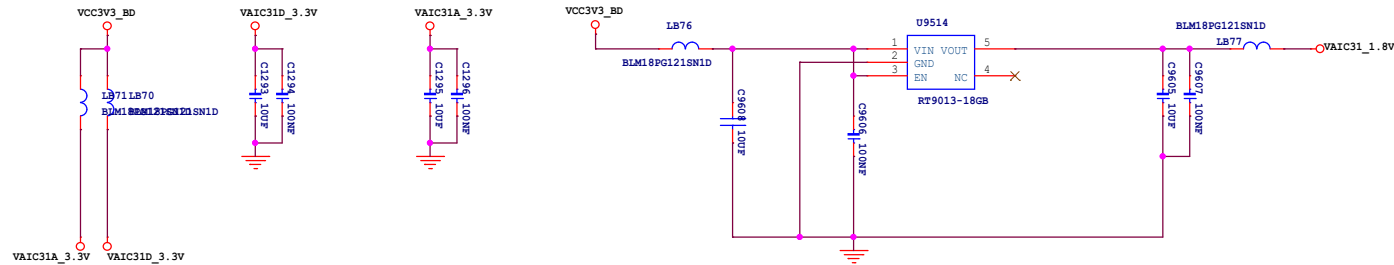 VCC3V3_BD
VAIC31D_3.3V
VAIC31A_3.3V
VCC3V3_BD
LB76
BLM18PG121SN1D
U9514
1 VIN VOUT 5
2 GND
3 EN NC 4
RT9013-18GB
BLM18PG121SN1D
LB77
VAIC31_1.8V
LB71
LB70
BLM18PG121SN1D
C1293 10UF
C1294 100NF
C1295 10UF
C1296 100NF
C9608 10UF
C9606 100NF
C9605 10UF
C9607 100NF
VAIC31A_3.3V
VAIC31D_3.3V